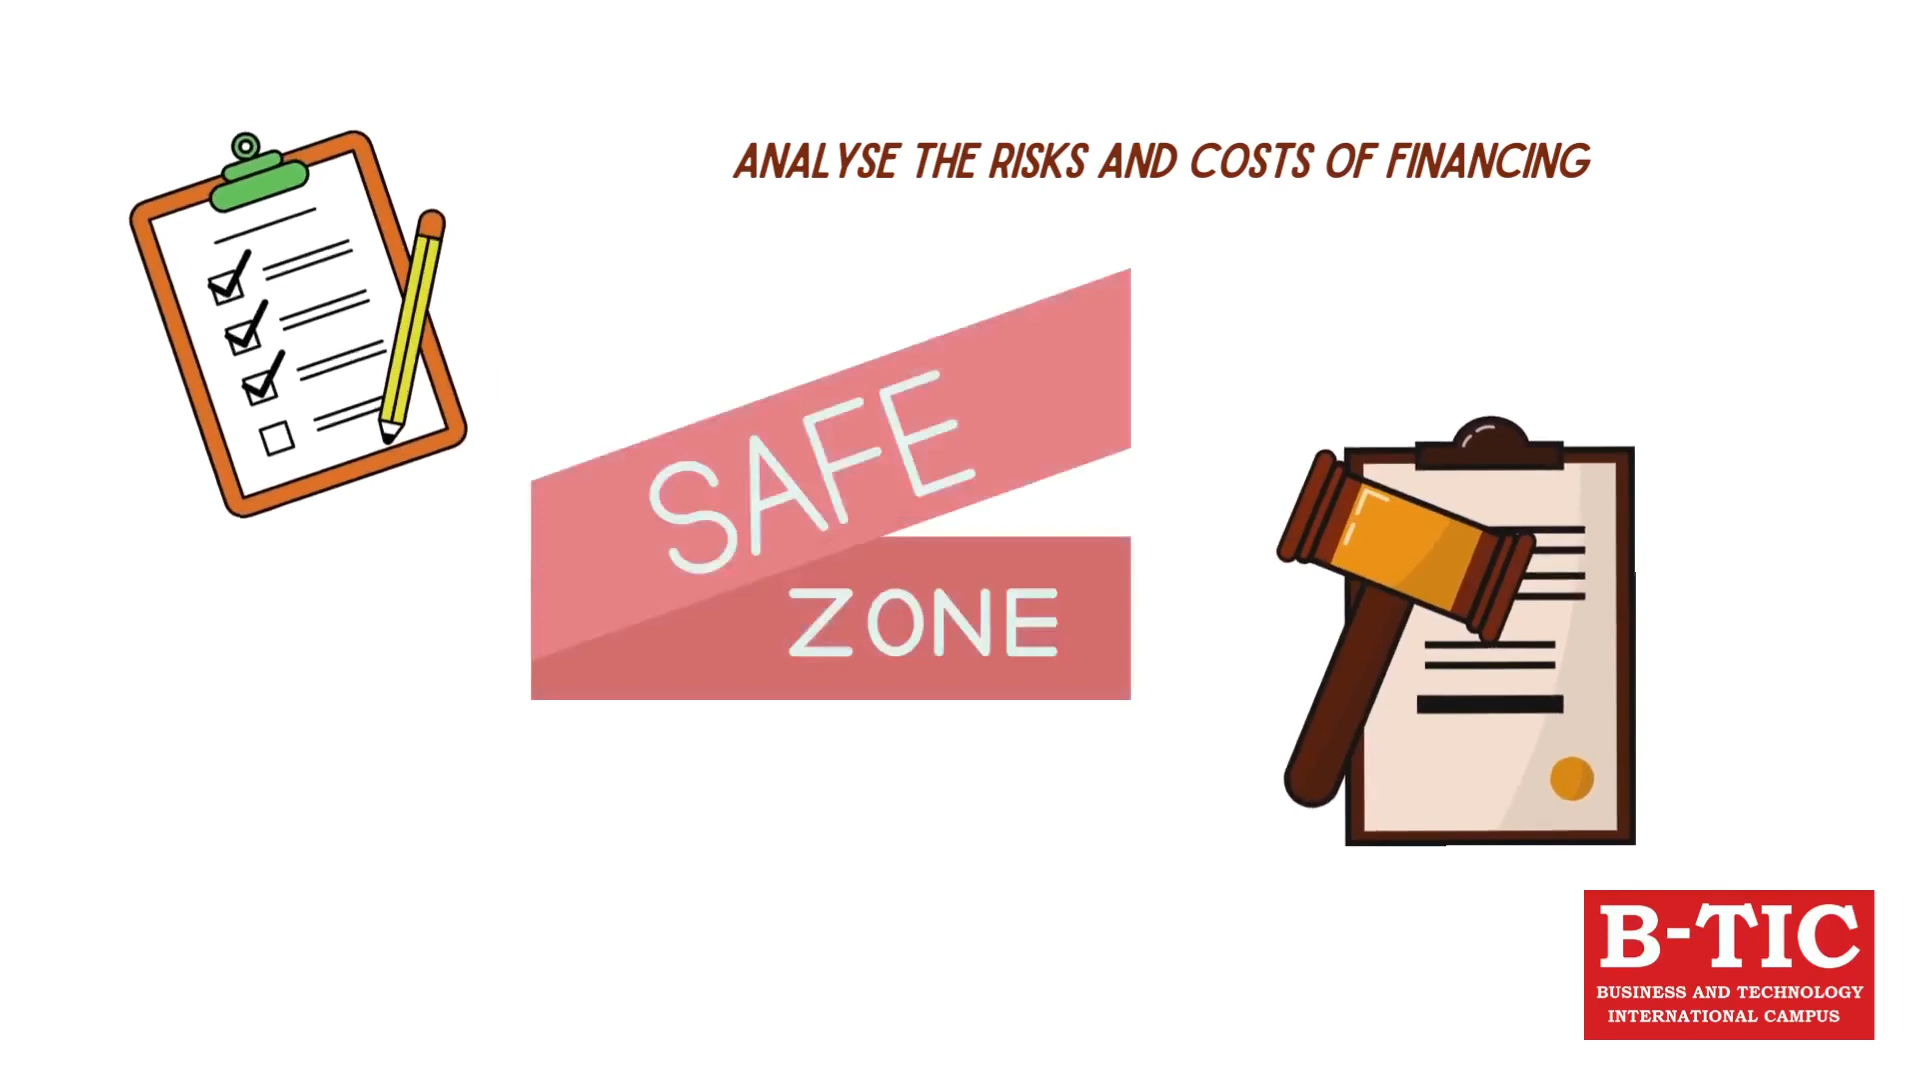 ANALYSE THE RISKS AND COSTS OF FINANCING
SAFE
ZONE
B-TIC
BUSINESS AND TECHNOLOGY
INTERNATIONAL CAMPUS